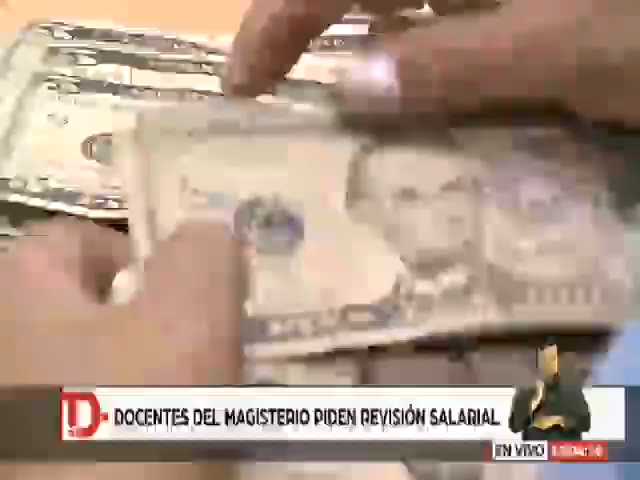 D
DOCENTES DEL MAGISTERIO PIDEN REVISIÓN SALARIAL
EN VIVO